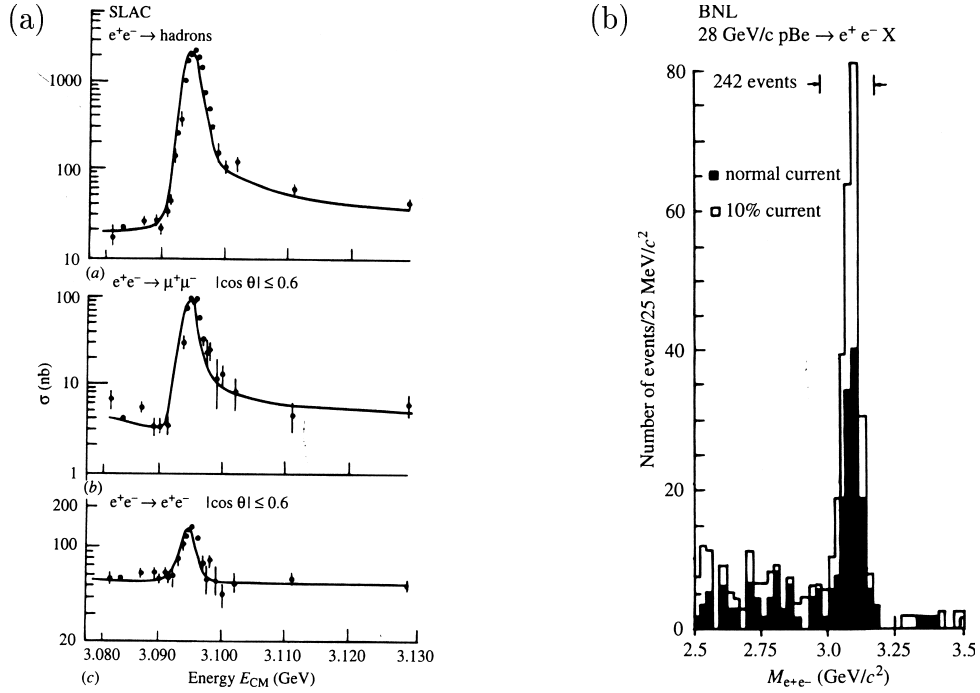 (a)
SLAC
e⁺e⁻ → hadrons
1000
100
10
(a)
e⁺e⁻ → μ⁺μ⁻ |cos θ| ≤ 0.6
100
10
1
σ (nb)
(b)
e⁺e⁻ → e⁺e⁻ |cos θ| ≤ 0.6
200
100
20
3.080 3.090 3.100 3.110 3.120 3.130
(c) Energy E_CM (GeV)
(b)
BNL
28 GeV/c pBe → e⁺ e⁻ X
80
242 events
normal current
10% current
60
40
20
0
Number of events/25 MeV/c²
2.5 2.75 3.0 3.25 3.5
M_e⁺e⁻ (GeV/c²)